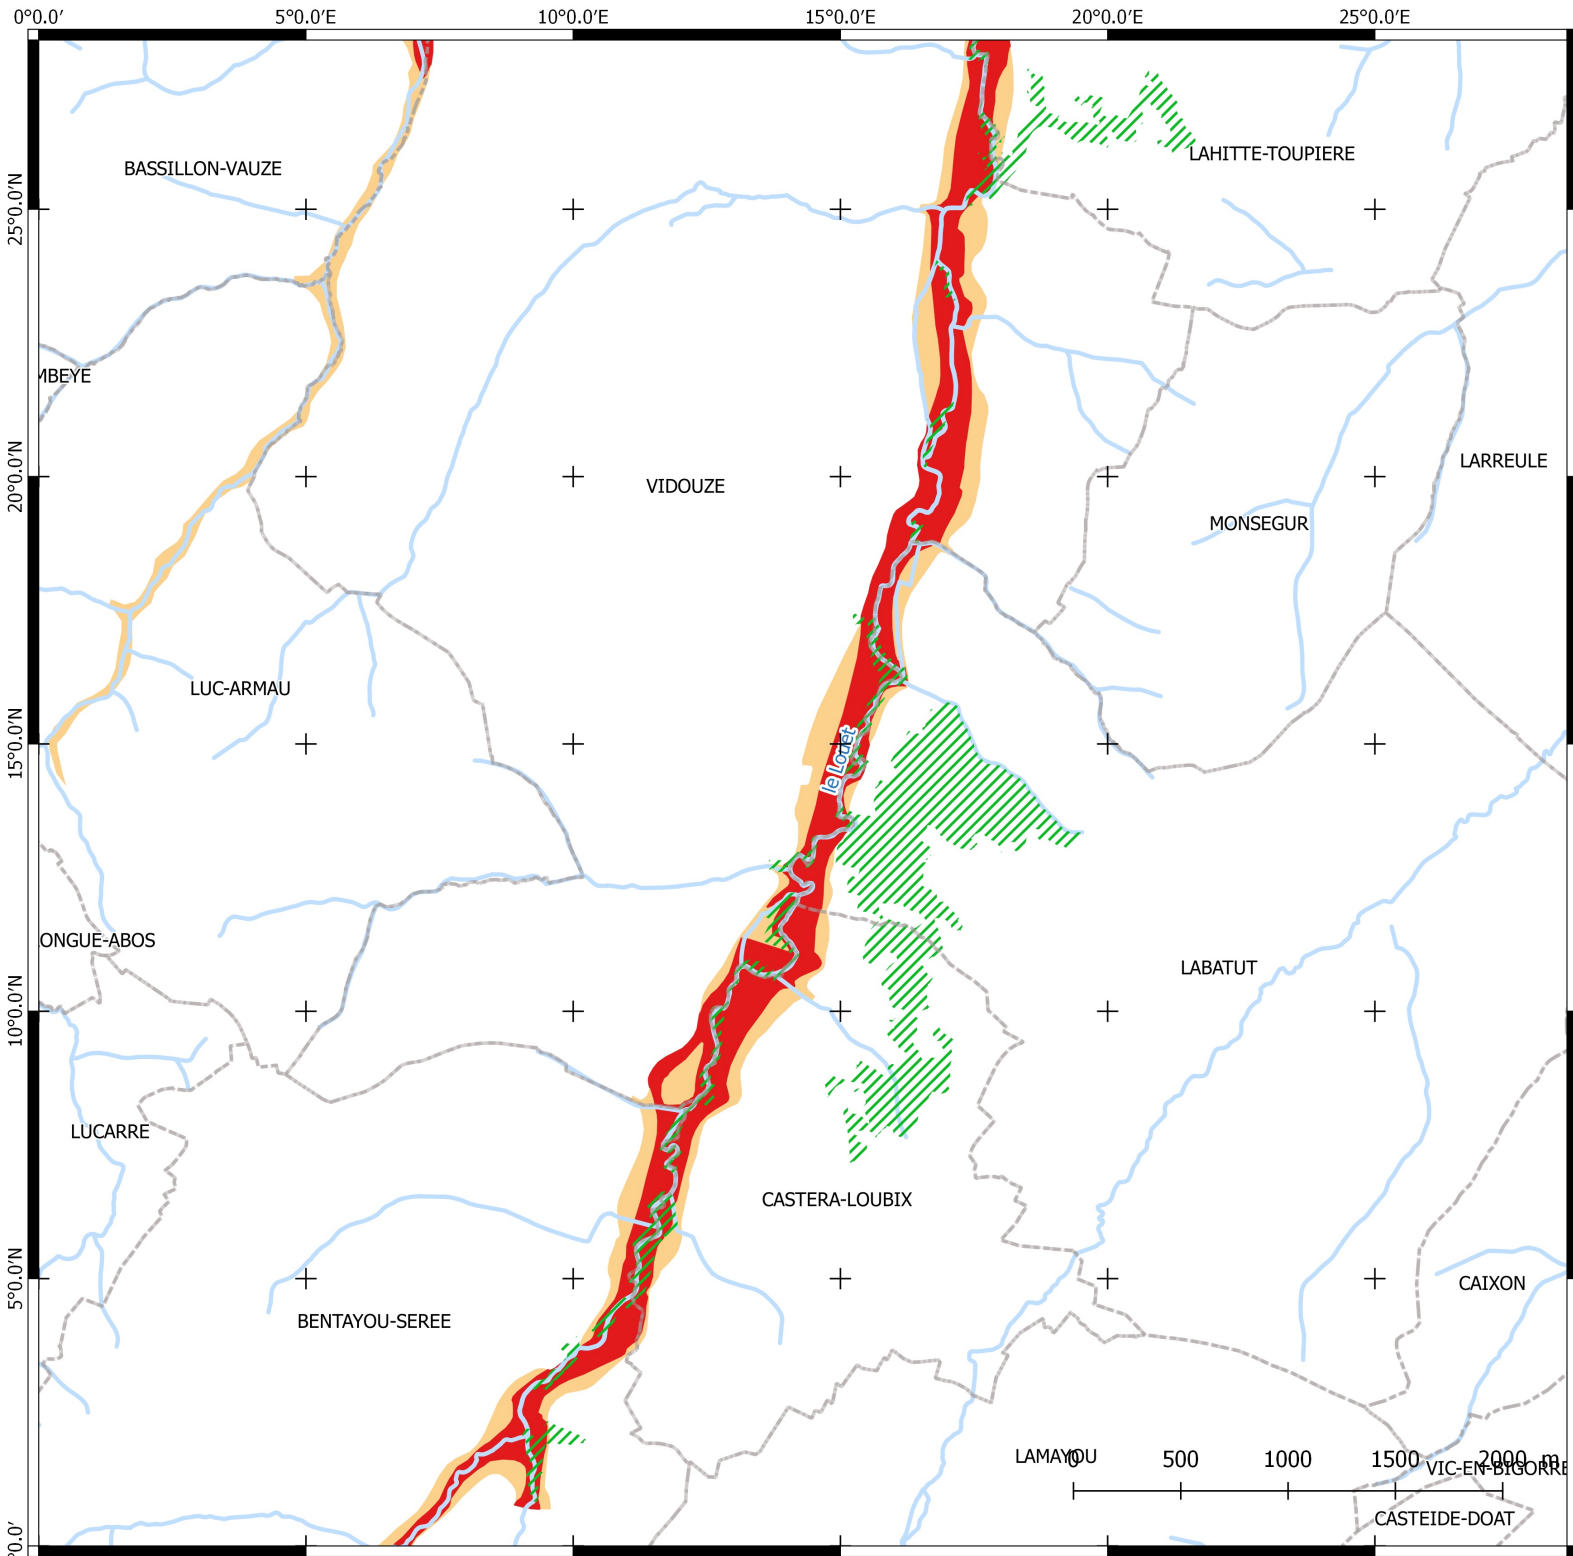 0°0.0′ 5°0.0′E 10°0.0′E 15°0.0′E 20°0.0′E 25°0.0′E
LAHITTE-TOUPIERE
BASSILLON-VAUZE
25°0.0′N
MBEYE
20°0.0′N
LARREULE
VIDOUZE
MONSEGUR
LUC-ARMAU
15°0.0′N
le Louet
ONGUE-ABOS
LABATUT
10°0.0′N
LUCARRE
CASTERA-LOUBIX
5°0.0′N
CAIXON
BENTAYOU-SEREE
LAMAYOU
0 500 1000 1500 2000 m
VIC-EN-BIGORRE
CASTEIDE-DOAT
°0.0′